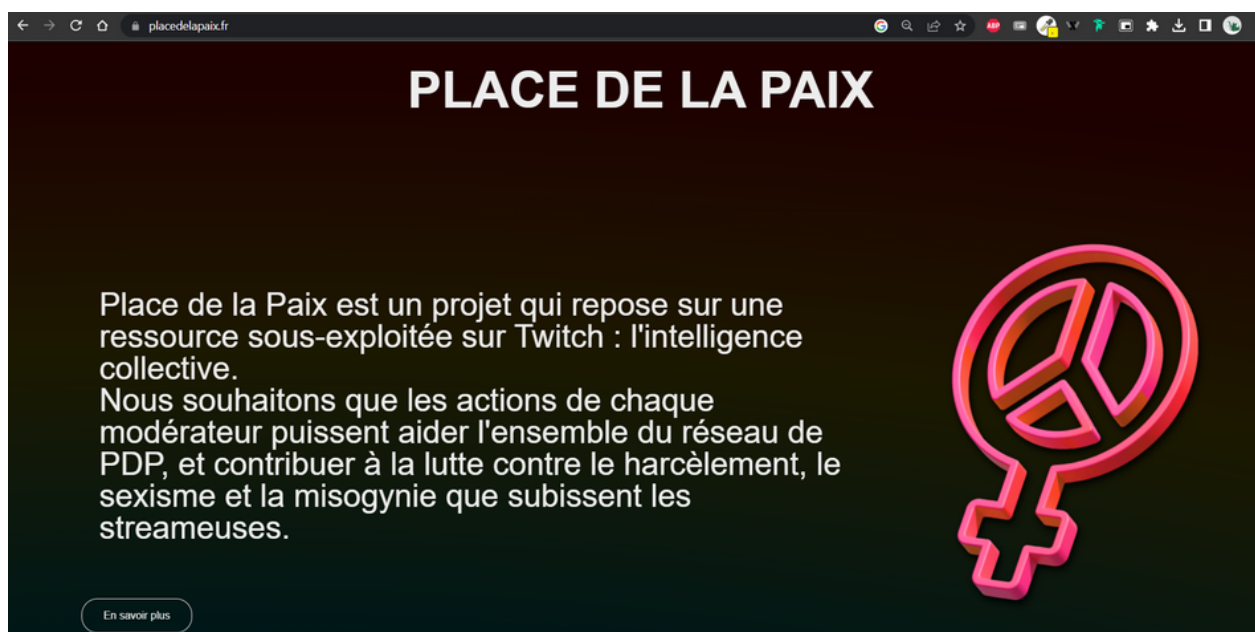 placedelapaix.fr
ABP
PLACE DE LA PAIX
Place de la Paix est un projet qui repose sur une
ressource sous-exploitée sur Twitch : l'intelligence
collective.
Nous souhaitons que les actions de chaque
modérateur puissent aider l'ensemble du réseau de
PDP, et contribuer à la lutte contre le harcèlement, le
sexisme et la misogynie que subissent les
streameuses.
En savoir plus